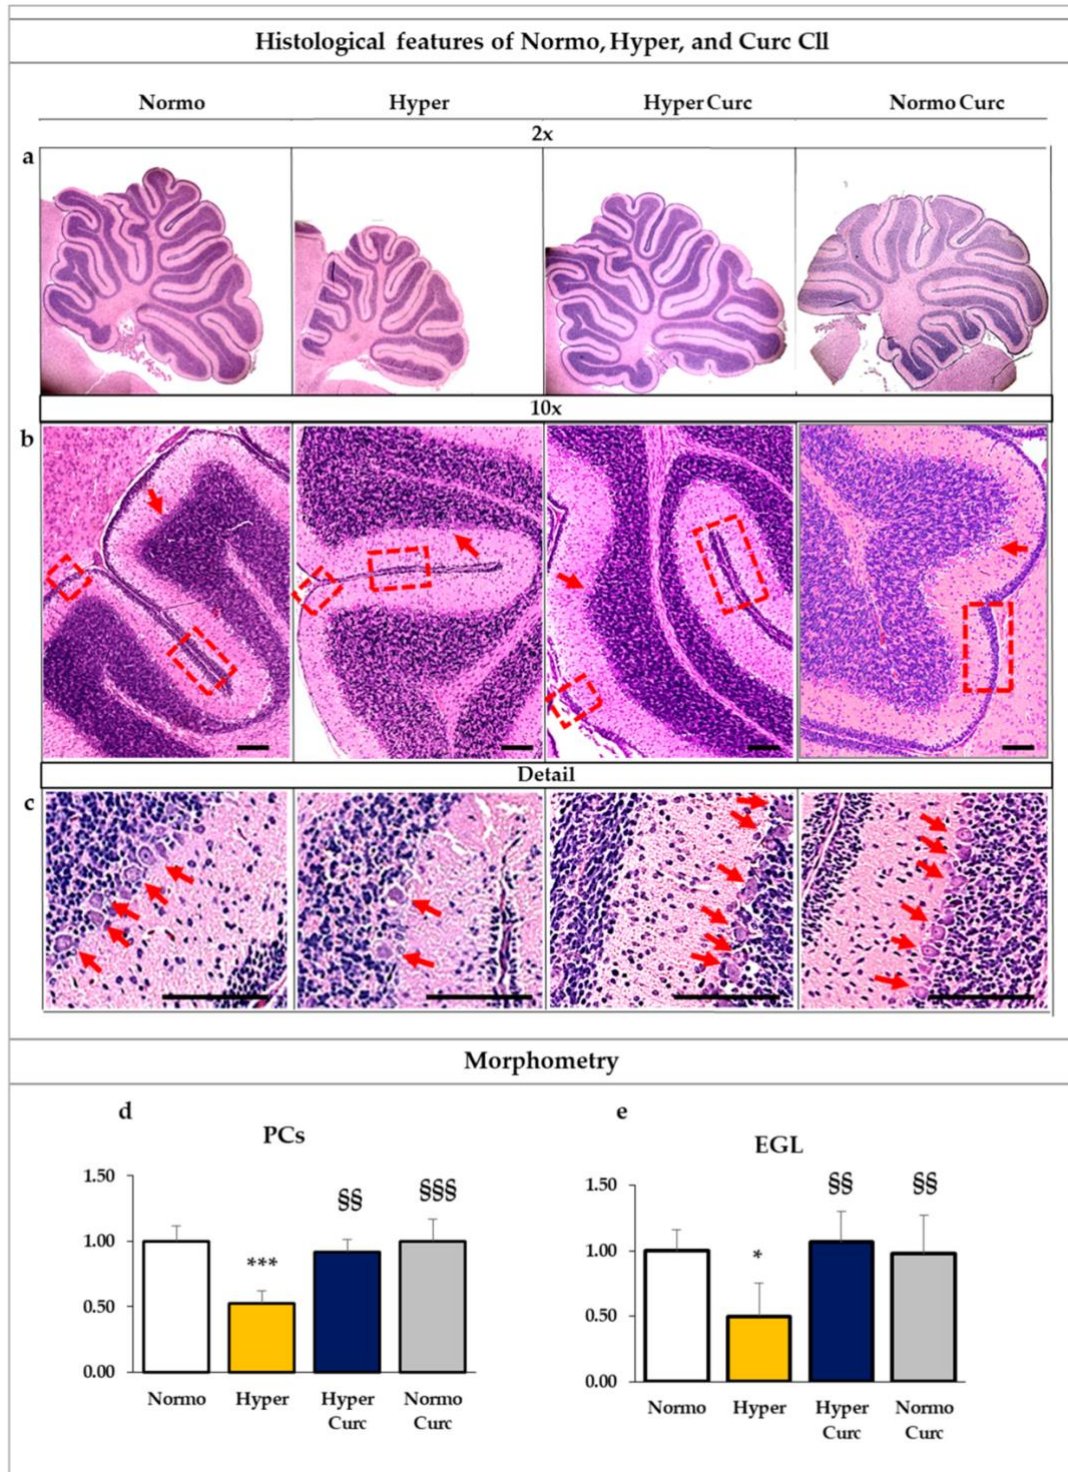 Histological features of Normo, Hyper, and Curc Cll
Normo Hyper Hyper Curc Normo Curc
2x
a
10x
b
Detail
c
Morphometry
d e
PCs
EGL
1.50
1.00
0.50
0.00
***
§§
§§§
Normo Hyper Hyper Curc Normo Curc
1.50
1.00
0.50
0.00
*
§§
§§
Normo Hyper Hyper Curc Normo Curc